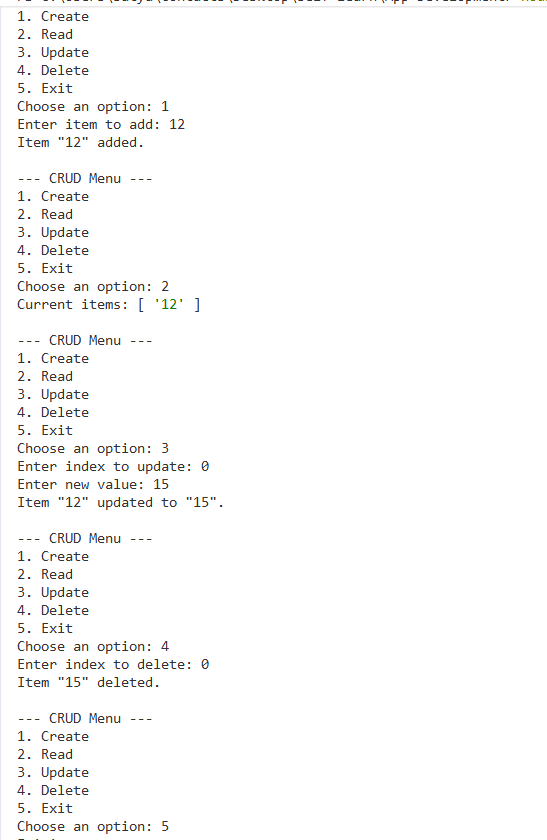 1. Create
2. Read
3. Update
4. Delete
5. Exit
Choose an option: 1
Enter item to add: 12
Item "12" added.
--- CRUD Menu ---
1. Create
2. Read
3. Update
4. Delete
5. Exit
Choose an option: 2
Current items: [ '12' ]
--- CRUD Menu ---
1. Create
2. Read
3. Update
4. Delete
5. Exit
Choose an option: 3
Enter index to update: 0
Enter new value: 15
Item "12" updated to "15".
--- CRUD Menu ---
1. Create
2. Read
3. Update
4. Delete
5. Exit
Choose an option: 4
Enter index to delete: 0
Item "15" deleted.
--- CRUD Menu ---
1. Create
2. Read
3. Update
4. Delete
5. Exit
Choose an option: 5